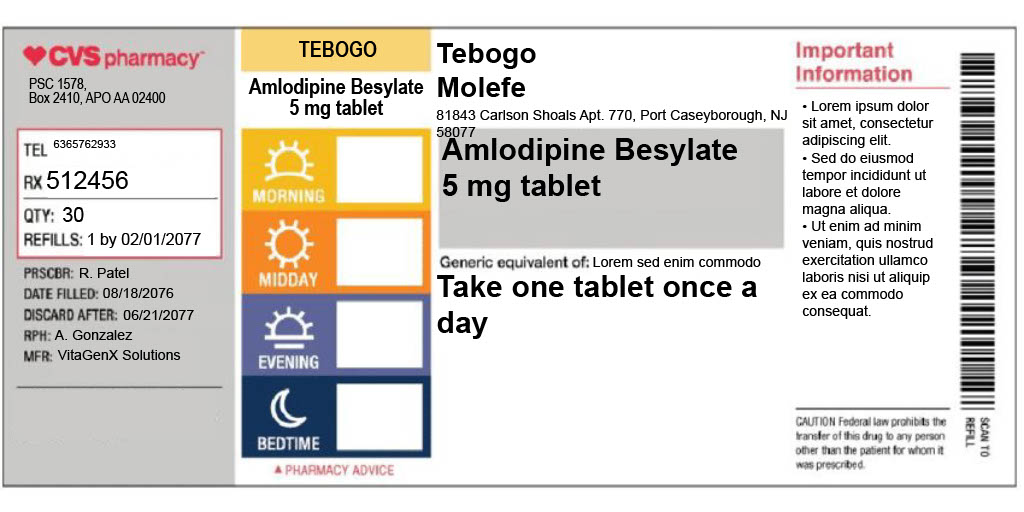 CVS pharmacy
PSC 1578,
Box 2410, APO AA 02400
TEL 6365762933
RX 512456
QTY: 30
REFILLS: 1 by 02/01/2077
PRSCBR: R. Patel
DATE FILLED: 08/18/2076
DISCARD AFTER: 06/21/2077
RPH: A. Gonzalez
MFR: VitaGenX Solutions
TEBOGO
Amlodipine Besylate
5 mg tablet
MORNING
MIDDAY
EVENING
BEDTIME
▲ PHARMACY ADVICE
Tebogo
Molefe
81843 Carlson Shoals Apt. 770, Port Caseyborough, NJ
58077
Amlodipine Besylate
5 mg tablet
Generic equivalent of: Lorem sed enim commodo
Take one tablet once a
day
Important
Information
• Lorem ipsum dolor
sit amet, consectetur
adipiscing elit.
• Sed do eiusmod
tempor incididunt ut
labore et dolore
magna aliqua.
• Ut enim ad minim
veniam, quis nostrud
exercitation ullamco
laboris nisi ut aliquip
ex ea commodo
consequat.
CAUTION Federal law prohibits the
transfer of this drug to any person
other than the patient for whom it
was prescribed.
SCAN TO
REFILL